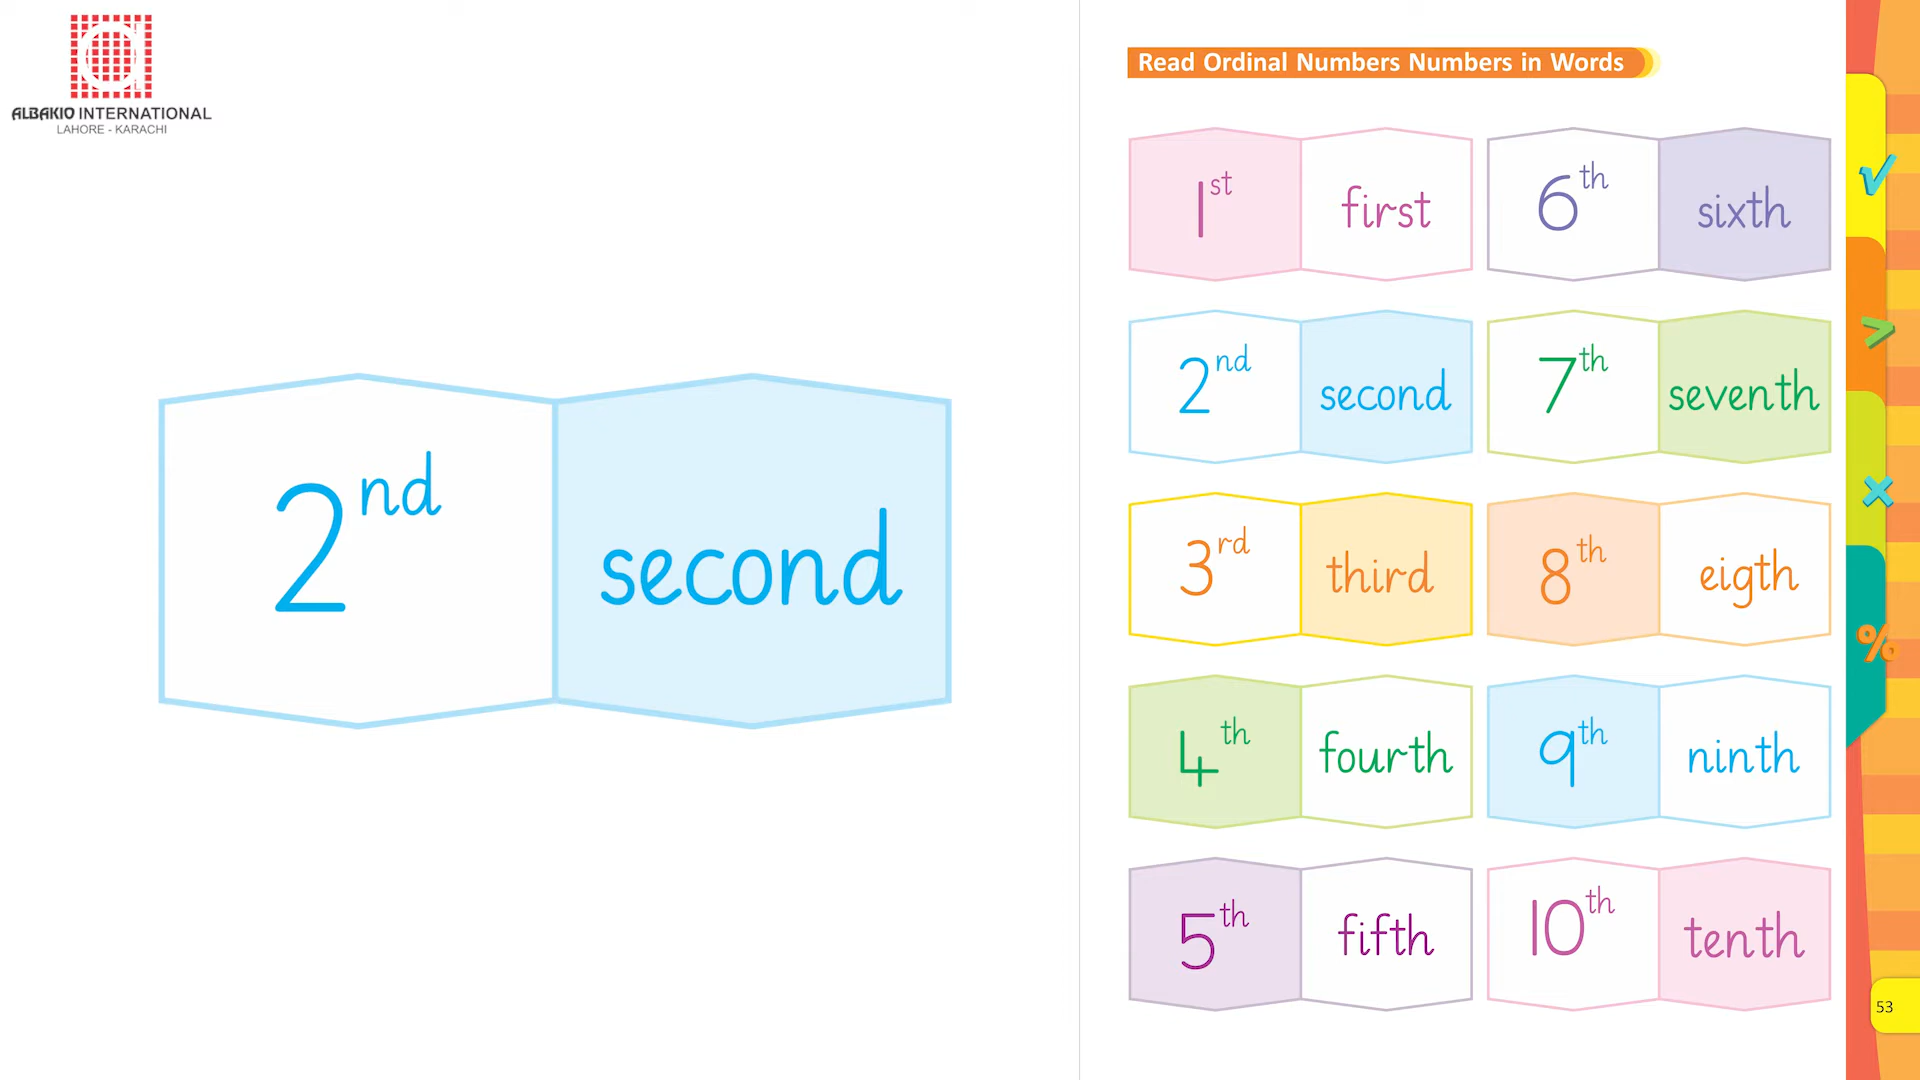 ALBAKIO INTERNATIONAL
LAHORE - KARACHI
2nd second
Read Ordinal Numbers Numbers in Words
1st first
6th sixth
2nd second
7th seventh
3rd third
8th eigth
4th fourth
9th ninth
5th fifth
10th tenth
53